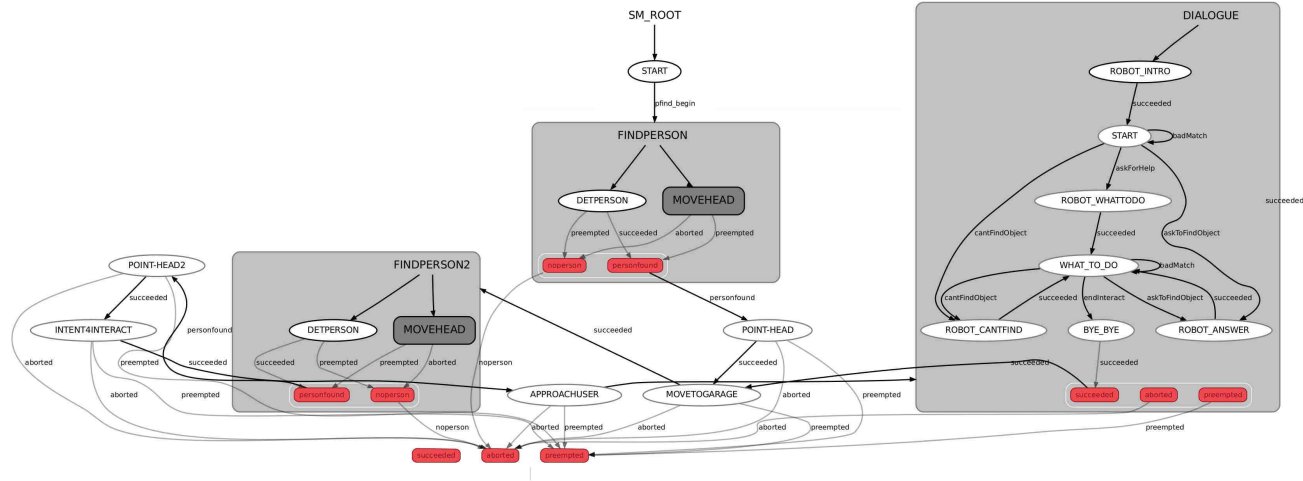 SM_ROOT
START
pfind_begin
FINDPERSON
DETPERSON
MOVEHEAD
preempted
succeeded
aborted
preempted
noperson
personfound
personfound
noperson
DIALOGUE
ROBOT_INTRO
succeeded
START
badMatch
askForHelp
ROBOT_WHATTODO
succeeded
cantFindObject
askToFindObject
succeeded
WHAT_TO_DO
badMatch
cantFindObject
succeeded
endInteract
askToFindObject
succeeded
ROBOT_CANTFIND
BYE_BYE
ROBOT_ANSWER
succeeded
succeeded
succeeded
aborted
preempted
POINT-HEAD2
succeeded
INTENT4INTERACT
personfound
succeeded
aborted
preempted
aborted
preempted
FINDPERSON2
DETPERSON
MOVEHEAD
succeeded
preempted
preempted
aborted
personfound
noperson
noperson
succeeded
POINT-HEAD
succeeded
aborted
preempted
APPROACHUSER
MOVETOGARAGE
aborted
preempted
aborted
preempted
aborted
preempted
succeeded
aborted
preempted